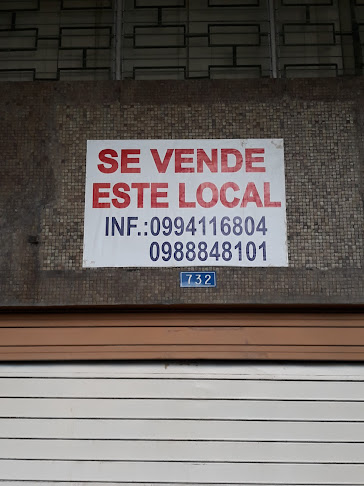 SE VENDE
ESTE LOCAL
INF.:0994116804
0988848101
732